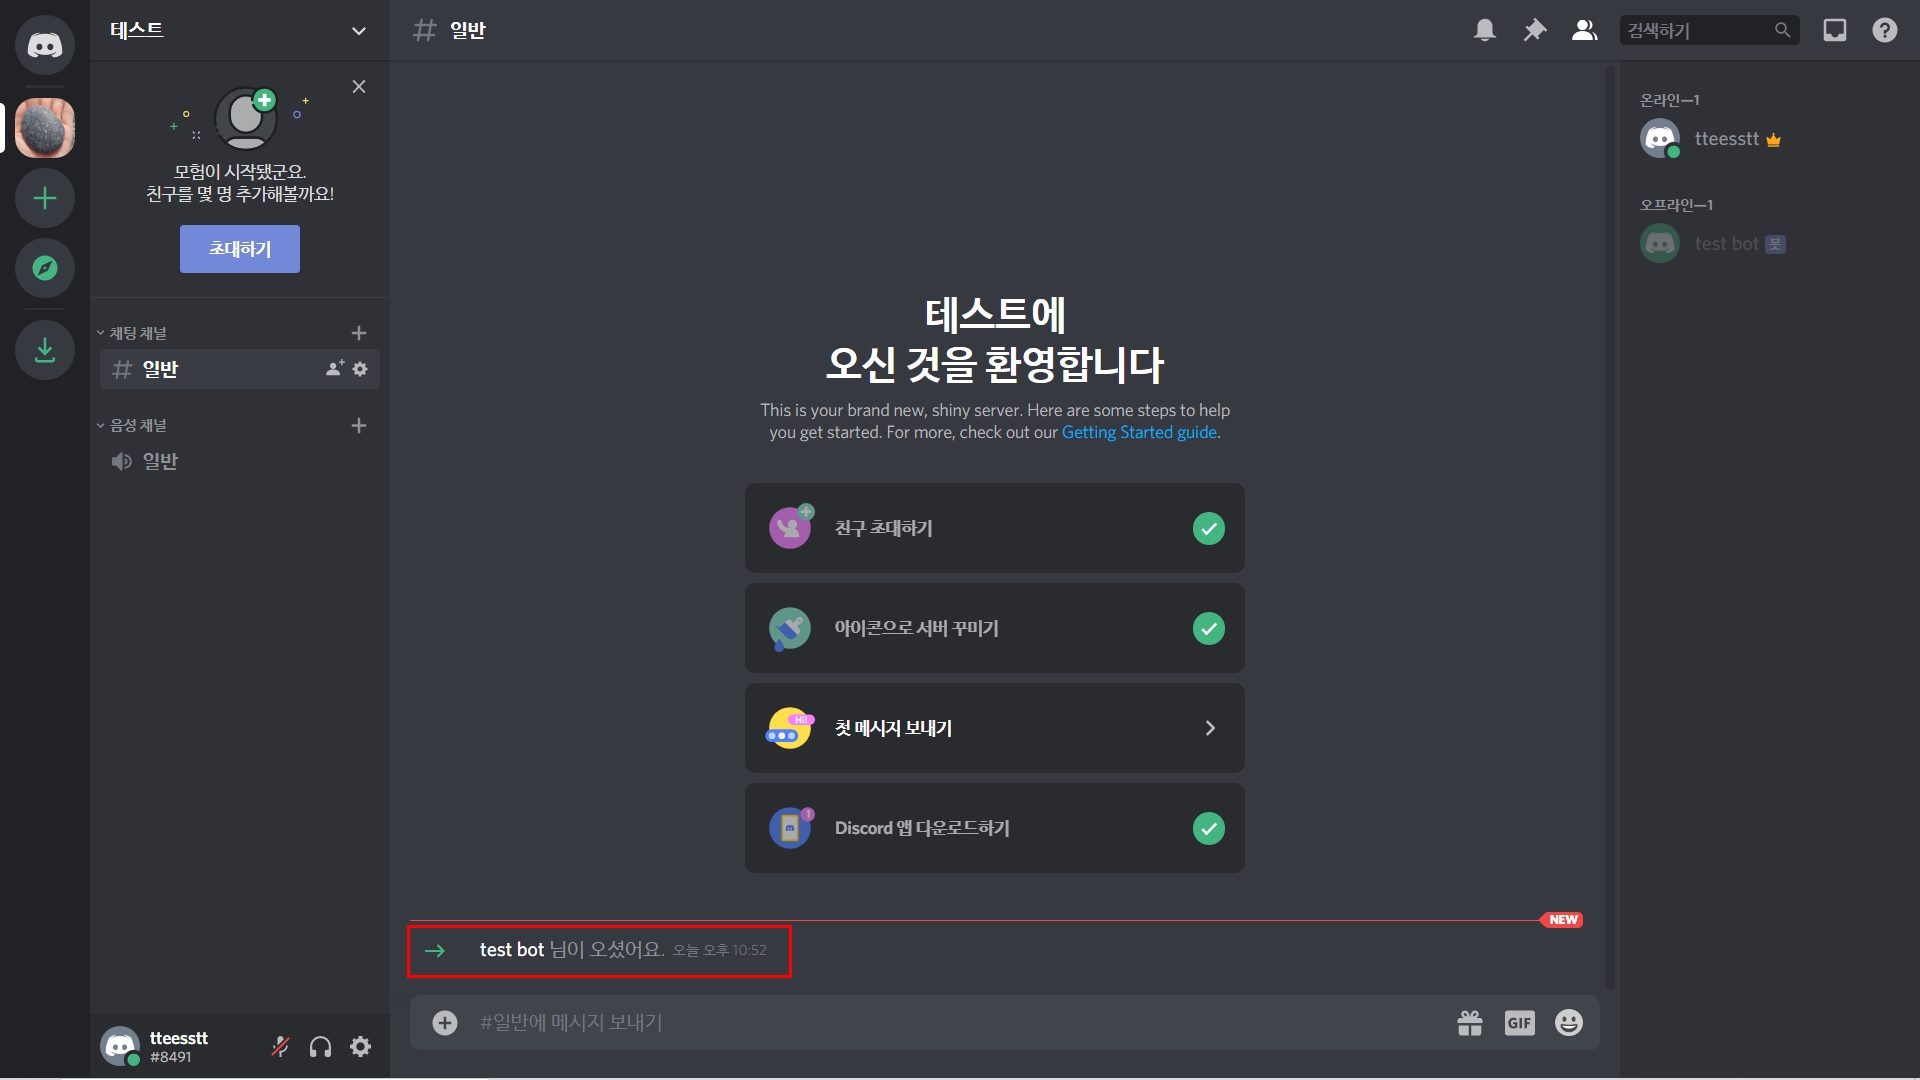 테스트
모험이 시작됐군요.
친구를 몇 명 추가해볼까요!
초대하기
채팅 채널
일반
음성 채널
일반
tteesstt
#8491
일반
검색하기
테스트에
오신 것을 환영합니다
This is your brand new, shiny server. Here are some steps to help
you get started. For more, check out our Getting Started guide.
친구 초대하기
아이콘으로 서버 꾸미기
Hi!
첫 메시지 보내기
1
Discord 앱 다운로드하기
NEW
test bot 님이 오셨어요. 오늘 오후 10:52
#일반에 메시지 보내기
GIF
온라인—1
tteesstt
오프라인—1
test bot 봇